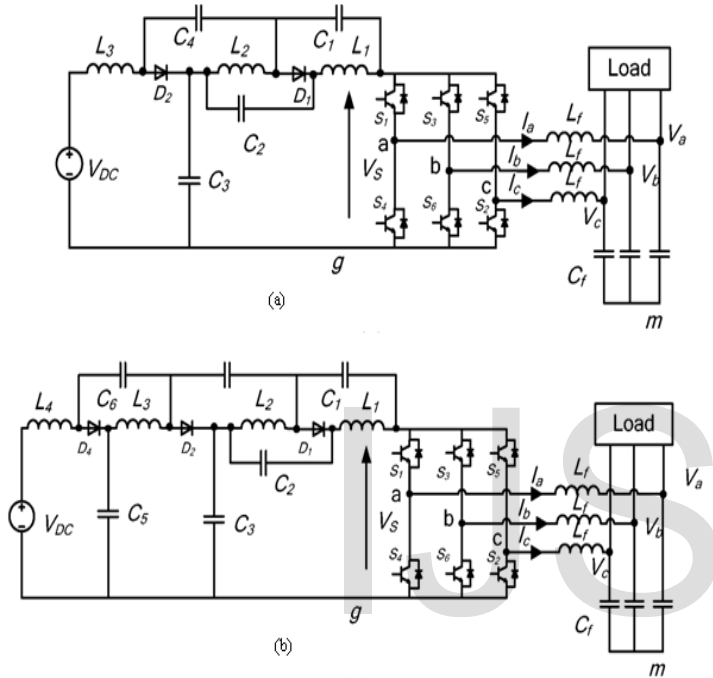 C4
C1
L3
L2
L1
D2
D1
C2
VDC
C3
VS
S1
S3
S5
a
b
c
S4
S6
S2
Ia
Ib
Ic
Lf
Lf
Lf
Load
Va
Vb
Vc
Cf
g
m
(a)
C6
C1
L4
L3
L2
L1
D4
D2
D1
C2
VDC
C5
C3
VS
S1
S3
S5
a
b
c
S4
S6
S2
Ia
Ib
Ic
Lf
Lf
Lf
Load
Va
Vb
Vc
Cf
g
m
(b)
IJS